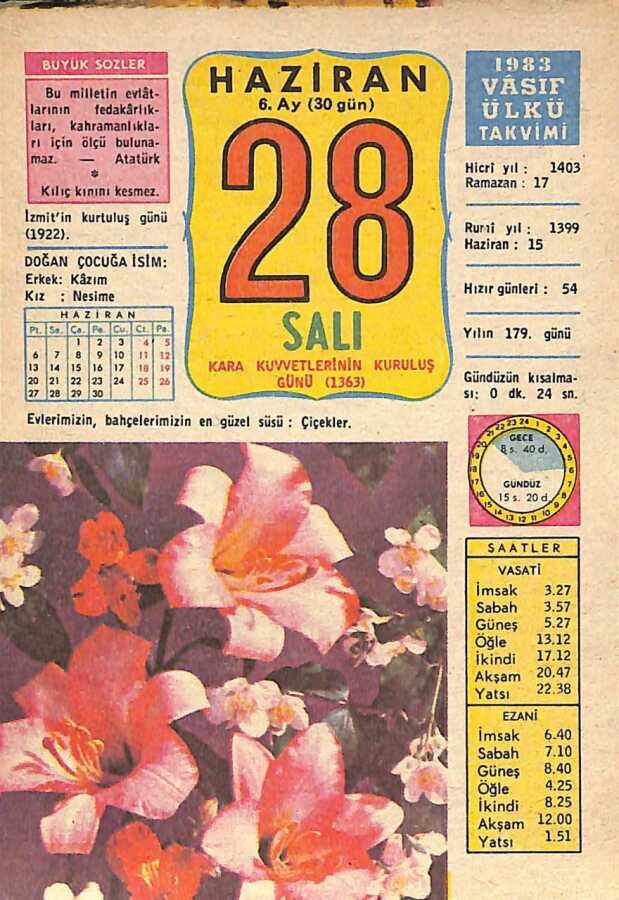 BÜYÜK SÖZLER
Bu milletin evlât-
larının fedakârlık-
ları, kahramanlıkla-
rı için ölçü buluna-
maz. — Atatürk
Kılıç kınını kesmez.
İzmit'in kurtuluş günü
(1922).
DOĞAN ÇOCUĞA İSİM:
Erkek: Kâzım
Kız : Nesime
HAZİRAN
Pt. Sa. Ça. Pe. Cu. Ct. Pa.
1 2 3 4 5
6 7 8 9 10 11 12
13 14 15 16 17 18 19
20 21 22 23 24 25 26
27 28 29 30
HAZİRAN
6. Ay (30 gün)
28
SALI
KARA KUVVETLERİNİN KURULUŞ
GÜNÜ (1363)
1983
VÂSIF
ÜLKÜ
TAKVİMİ
Hicrî yıl : 1403
Ramazan : 17
Rumî yıl : 1399
Haziran : 15
Hızır günleri : 54
Yılın 179. günü
Gündüzün kısalma-
sı: 0 dk. 24 sn.
Evlerimizin, bahçelerimizin en güzel süsü : Çiçekler.
GECE
8 s. 40 d.
GÜNDÜZ
15 s. 20 d.
SAATLER
VASATİ
İmsak 3.27
Sabah 3.57
Güneş 5.27
Öğle 13.12
İkindi 17.12
Akşam 20.47
Yatsı 22.38
EZANİ
İmsak 6.40
Sabah 7.10
Güneş 8.40
Öğle 4.25
İkindi 8.25
Akşam 12.00
Yatsı 1.51